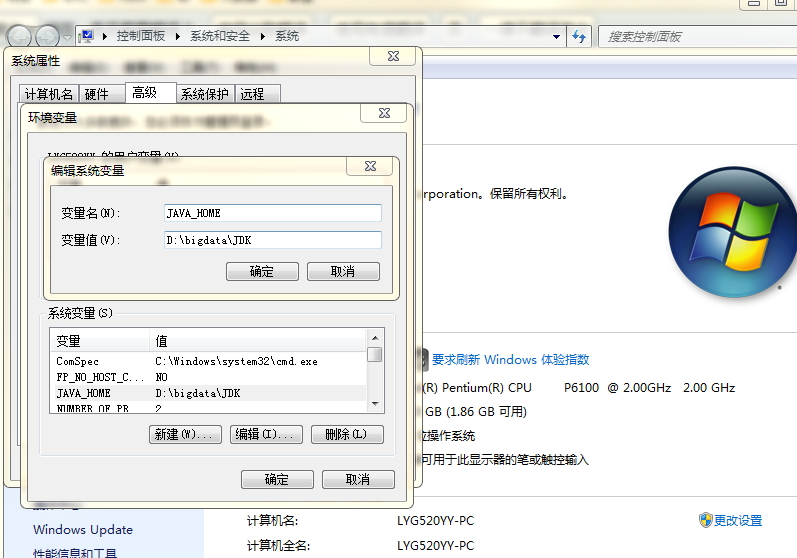 控制面板 系统和安全 系统
搜索控制面板
系统属性
计算机名 硬件 高级 系统保护 远程
环境变量
LYG520YY 的用户变量(U)
编辑系统变量
变量名(N): JAVA_HOME
变量值(V): D:\bigdata\JDK
确定 取消
系统变量(S)
变量 值
ComSpec C:\Windows\system32\cmd.exe
FP_NO_HOST_C... NO
JAVA_HOME D:\bigdata\JDK
NUMBER_OF_PR 2
新建(W)... 编辑(I)... 删除(L)
确定 取消
rporation。保留所有权利。
要求刷新 Windows 体验指数
(R) Pentium(R) CPU P6100 @ 2.00GHz 2.00 GHz
GB (1.86 GB 可用)
操作系统
可用于此显示器的笔或触控输入
Windows Update
性能信息和工具
计算机名: LYG520YY-PC
更改设置
计算机全名: LYG520YY-PC